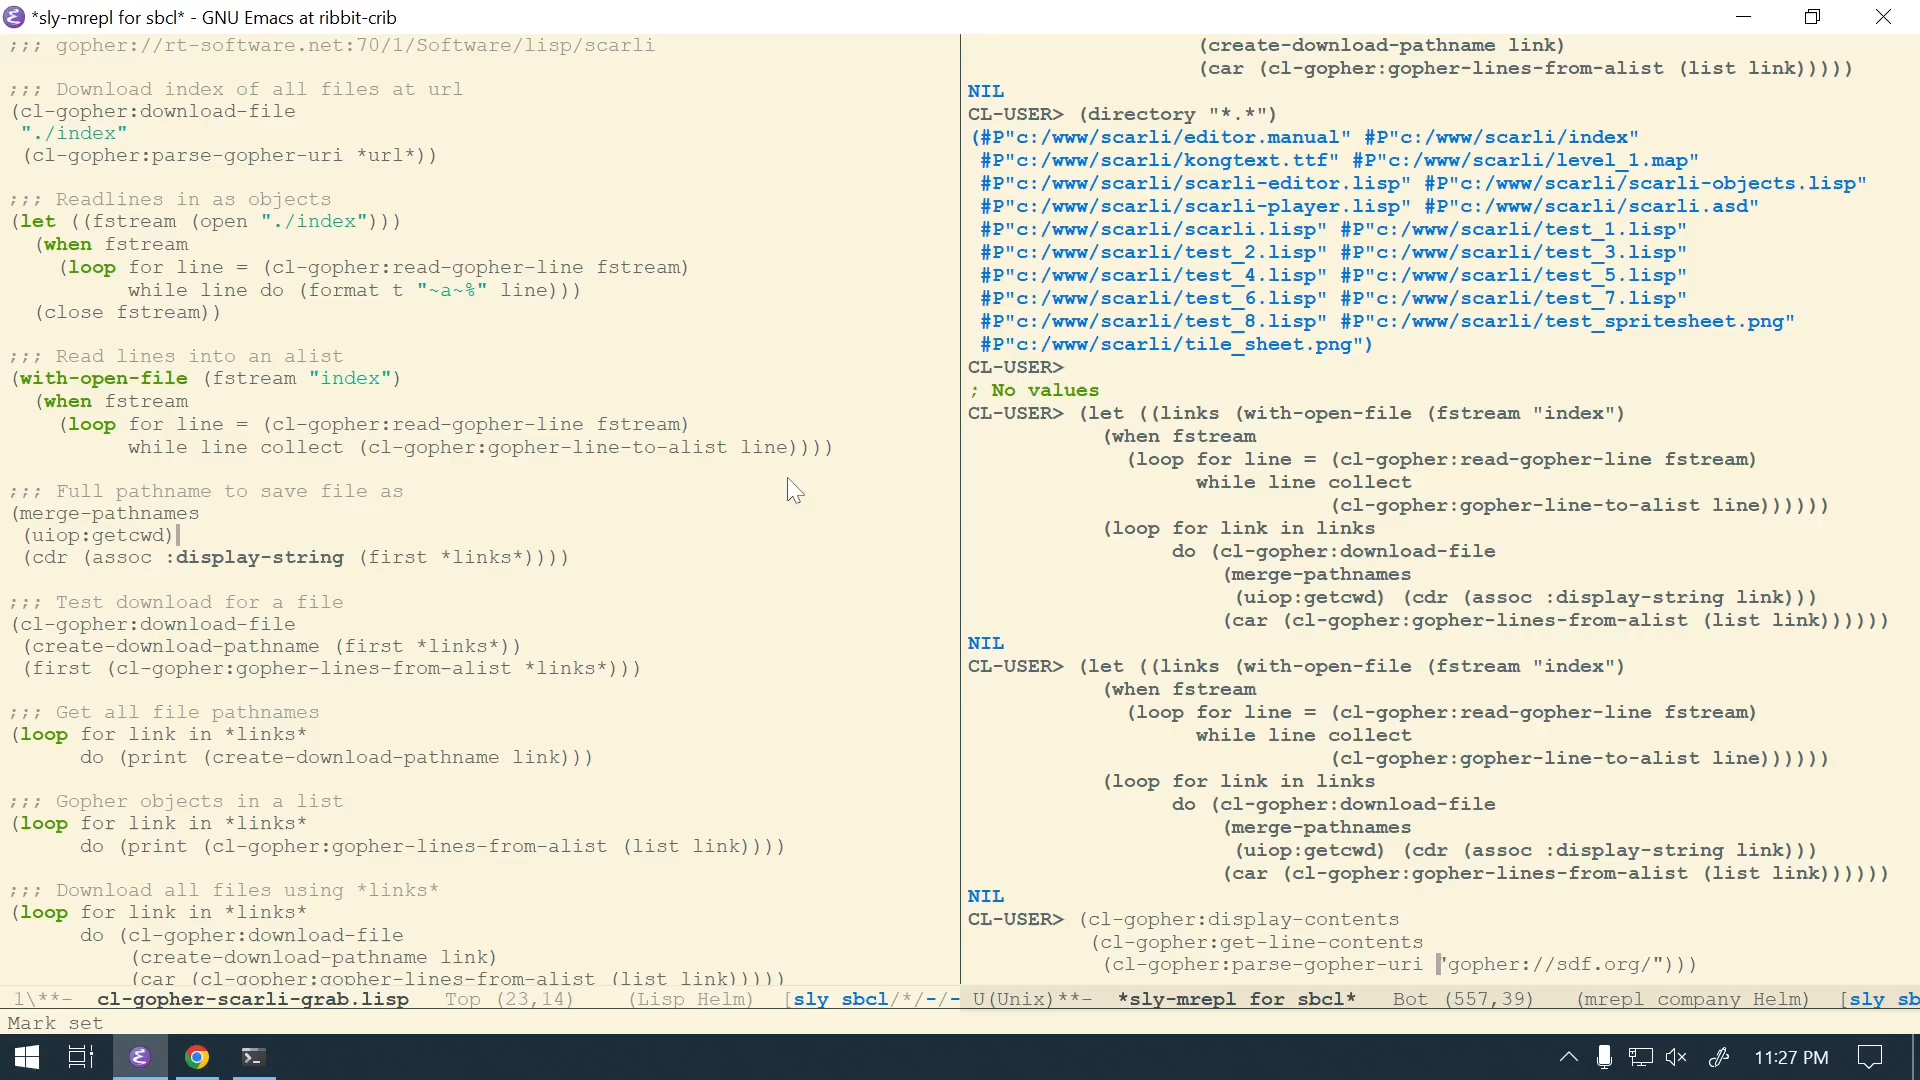 *sly-mrepl for sbcl* - GNU Emacs at ribbit-crib
;;; gopher://rt-software.net:70/1/Software/lisp/scarli
;;; Download index of all files at url
(cl-gopher:download-file
"./index"
(cl-gopher:parse-gopher-uri *url*))
;;; Readlines in as objects
(let ((fstream (open "./index")))
(when fstream
(loop for line = (cl-gopher:read-gopher-line fstream)
while line do (format t "~a~%" line)))
(close fstream))
;;; Read lines into an alist
(with-open-file (fstream "index")
(when fstream
(loop for line = (cl-gopher:read-gopher-line fstream)
while line collect (cl-gopher:gopher-line-to-alist line))))
;;; Full pathname to save file as
(merge-pathnames
(uiop:getcwd)
(cdr (assoc :display-string (first *links*))))
;;; Test download for a file
(cl-gopher:download-file
(create-download-pathname (first *links*))
(first (cl-gopher:gopher-lines-from-alist *links*)))
;;; Get all file pathnames
(loop for link in *links*
do (print (create-download-pathname link)))
;;; Gopher objects in a list
(loop for link in *links*
do (print (cl-gopher:gopher-lines-from-alist (list link))))
;;; Download all files using *links*
(loop for link in *links*
do (cl-gopher:download-file
(create-download-pathname link)
(car (cl-gopher:gopher-lines-from-alist (list link)))))
1\**- cl-gopher-scarli-grab.lisp Top (23,14) (Lisp Helm) [sly sbcl/*/-/-
(create-download-pathname link)
(car (cl-gopher:gopher-lines-from-alist (list link)))))
NIL
CL-USER> (directory "*.*")
(#P"c:/www/scarli/editor.manual" #P"c:/www/scarli/index"
#P"c:/www/scarli/kongtext.ttf" #P"c:/www/scarli/level_1.map"
#P"c:/www/scarli/scarli-editor.lisp" #P"c:/www/scarli/scarli-objects.lisp"
#P"c:/www/scarli/scarli-player.lisp" #P"c:/www/scarli/scarli.asd"
#P"c:/www/scarli/scarli.lisp" #P"c:/www/scarli/test_1.lisp"
#P"c:/www/scarli/test_2.lisp" #P"c:/www/scarli/test_3.lisp"
#P"c:/www/scarli/test_4.lisp" #P"c:/www/scarli/test_5.lisp"
#P"c:/www/scarli/test_6.lisp" #P"c:/www/scarli/test_7.lisp"
#P"c:/www/scarli/test_8.lisp" #P"c:/www/scarli/test_spritesheet.png"
#P"c:/www/scarli/tile_sheet.png")
CL-USER>
; No values
CL-USER> (let ((links (with-open-file (fstream "index")
(when fstream
(loop for line = (cl-gopher:read-gopher-line fstream)
while line collect
(cl-gopher:gopher-line-to-alist line))))))
(loop for link in links
do (cl-gopher:download-file
(merge-pathnames
(uiop:getcwd) (cdr (assoc :display-string link)))
(car (cl-gopher:gopher-lines-from-alist (list link))))))
NIL
CL-USER> (let ((links (with-open-file (fstream "index")
(when fstream
(loop for line = (cl-gopher:read-gopher-line fstream)
while line collect
(cl-gopher:gopher-line-to-alist line))))))
(loop for link in links
do (cl-gopher:download-file
(merge-pathnames
(uiop:getcwd) (cdr (assoc :display-string link)))
(car (cl-gopher:gopher-lines-from-alist (list link))))))
NIL
CL-USER> (cl-gopher:display-contents
(cl-gopher:get-line-contents
(cl-gopher:parse-gopher-uri "gopher://sdf.org/")))
U(Unix)**- *sly-mrepl for sbcl* Bot (557,39) (mrepl company Helm) [sly sb
Mark set
11:27 PM